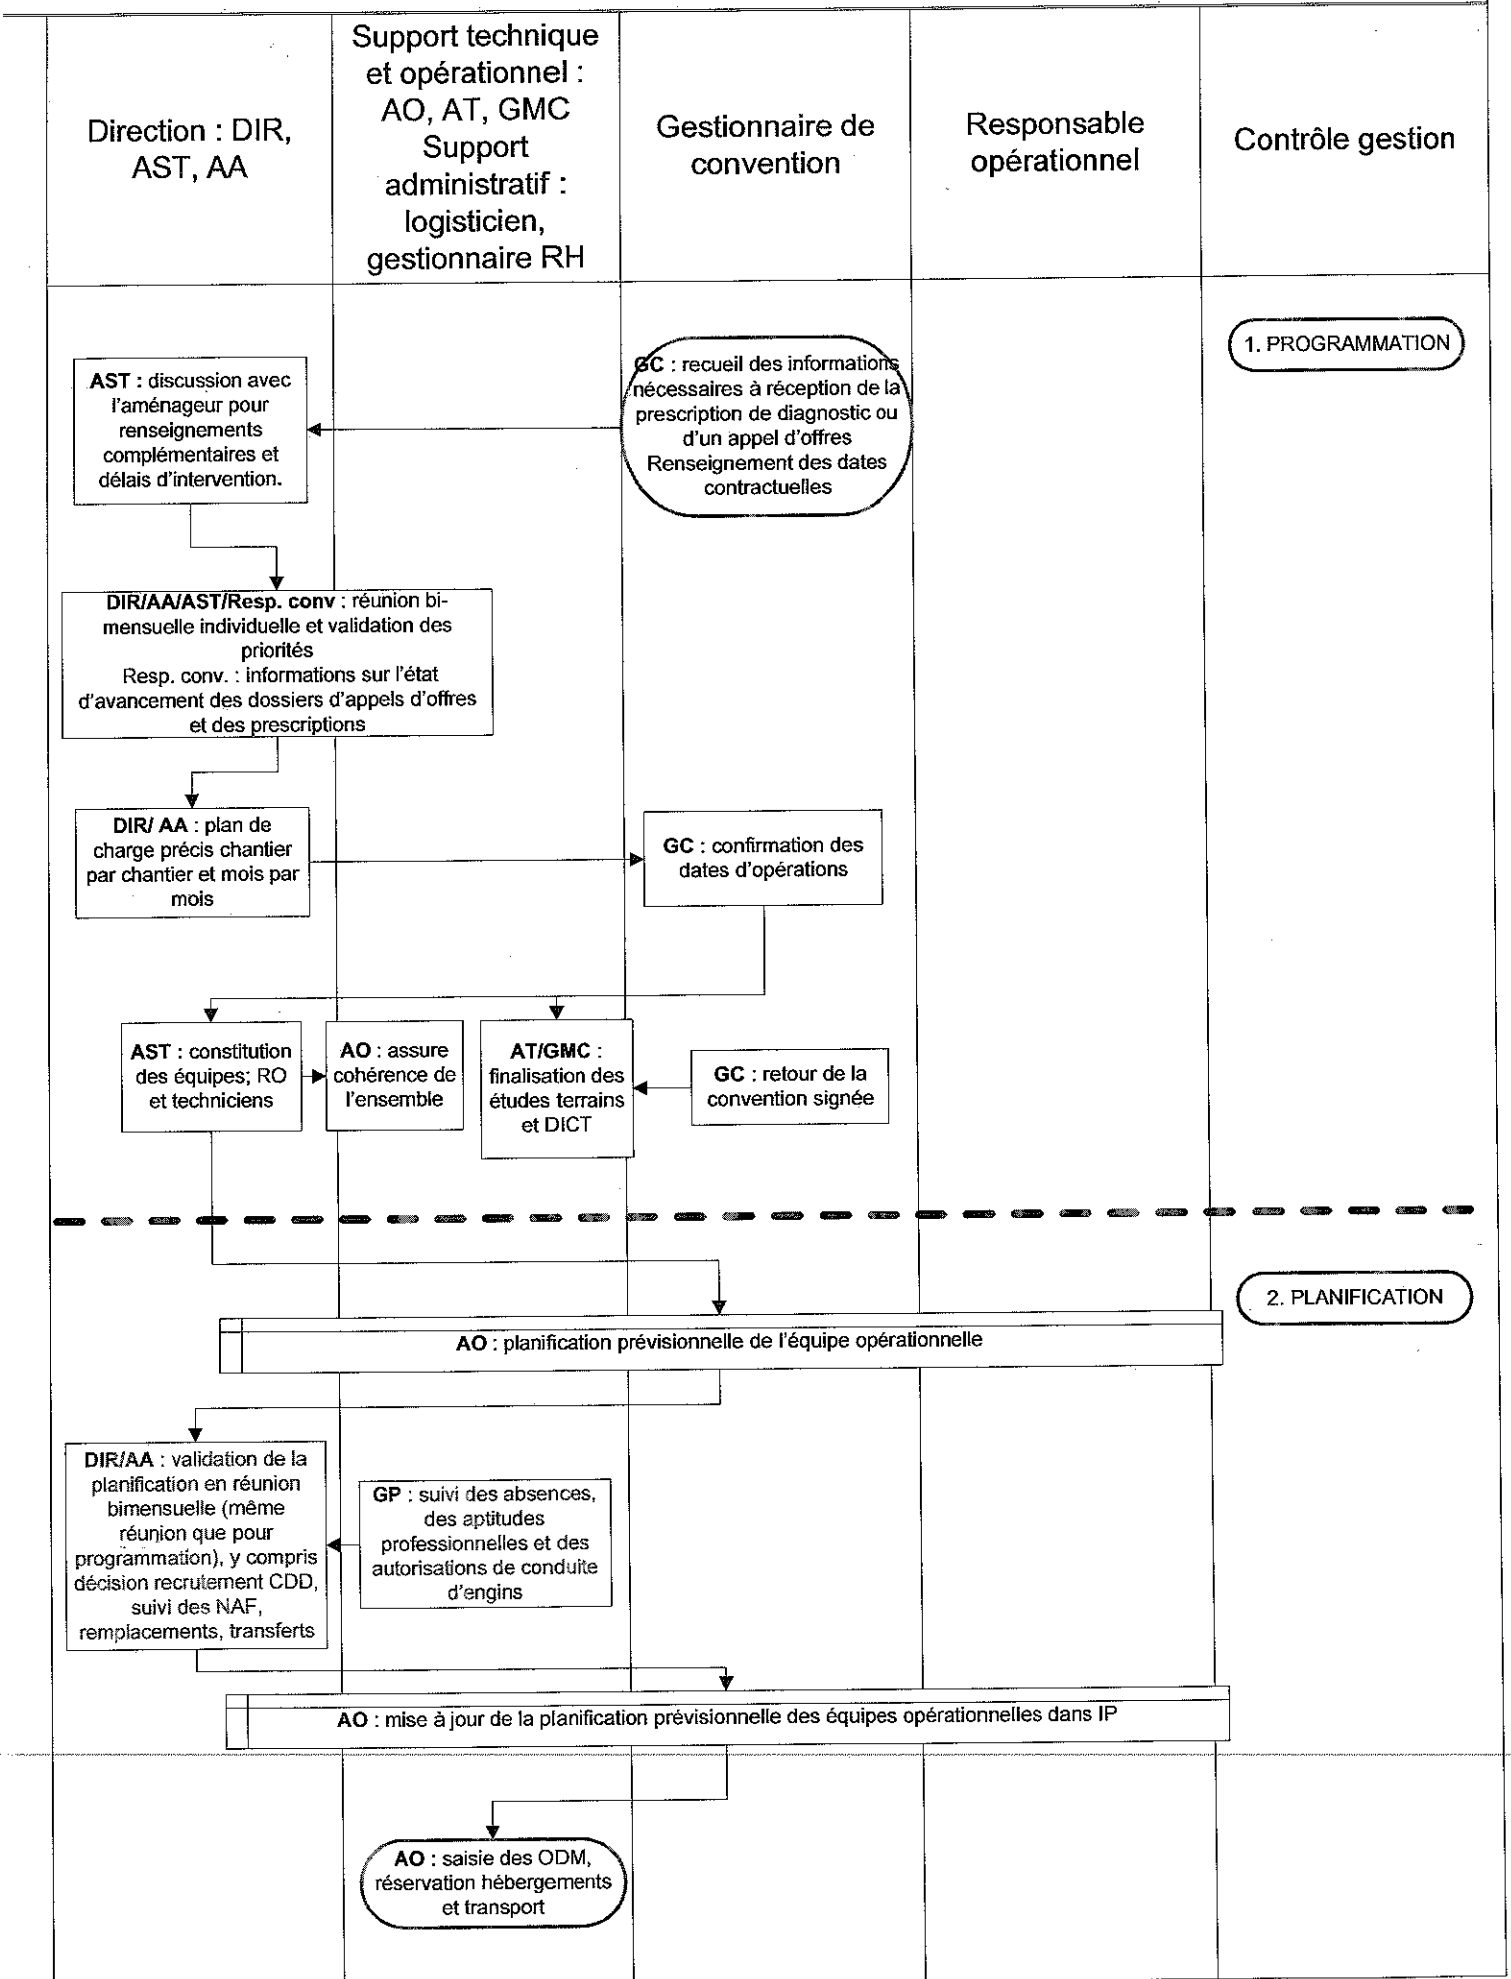 Direction : DIR,
AST, AA
Support technique
et opérationnel :
AO, AT, GMC
Support
administratif :
logisticien,
gestionnaire RH
Gestionnaire de
convention
Responsable
opérationnel
Contrôle gestion
1. PROGRAMMATION
GC : recueil des informations
nécessaires à réception de la
prescription de diagnostic ou
d'un appel d'offres
Renseignement des dates
contractuelles
AST : discussion avec
l'aménageur pour
renseignements
complémentaires et
délais d'intervention.
DIR/AA/AST/Resp. conv : réunion bi-
mensuelle individuelle et validation des
priorités
Resp. conv. : informations sur l'état
d'avancement des dossiers d'appels d'offres
et des prescriptions
DIR/ AA : plan de
charge précis chantier
par chantier et mois par
mois
GC : confirmation des
dates d'opérations
AST : constitution
des équipes; RO
et techniciens
AO : assure
cohérence de
l'ensemble
AT/GMC :
finalisation des
études terrains
et DICT
GC : retour de la
convention signée
2. PLANIFICATION
AO : planification prévisionnelle de l'équipe opérationnelle
DIR/AA : validation de la
planification en réunion
bimensuelle (même
réunion que pour
programmation), y compris
décision recrutement CDD,
suivi des NAF,
remplacements, transferts
GP : suivi des absences,
des aptitudes
professionnelles et des
autorisations de conduite
d'engins
AO : mise à jour de la planification prévisionnelle des équipes opérationnelles dans IP
AO : saisie des ODM,
réservation hébergements
et transport